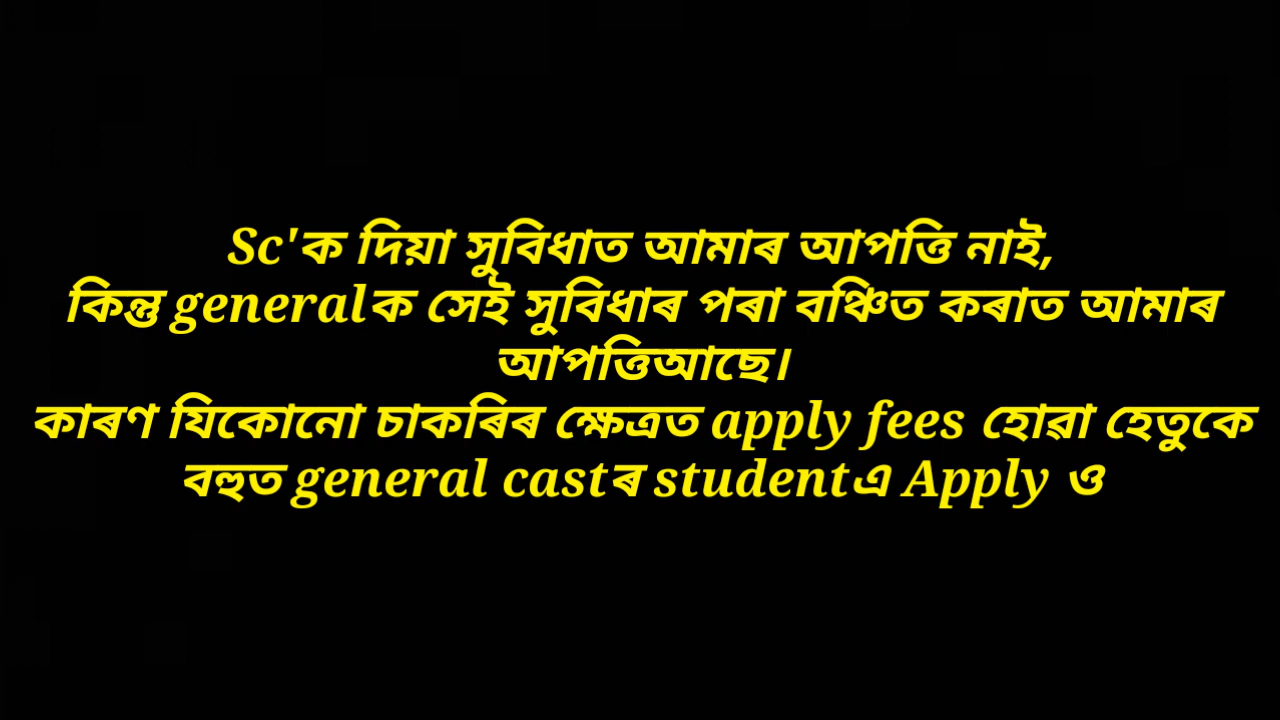 Sc'ক দিয়া সুবিধাত আমাৰ আপত্তি নাই,
কিন্তু generalক সেই সুবিধাৰ পৰা বঞ্চিত কৰাত আমাৰ
আপত্তিআছে।
কাৰণ যিকোনো চাকৰিৰ ক্ষেত্ৰত apply fees হোৱা হেতুকে
বহুত general castৰ studentএ Apply ও